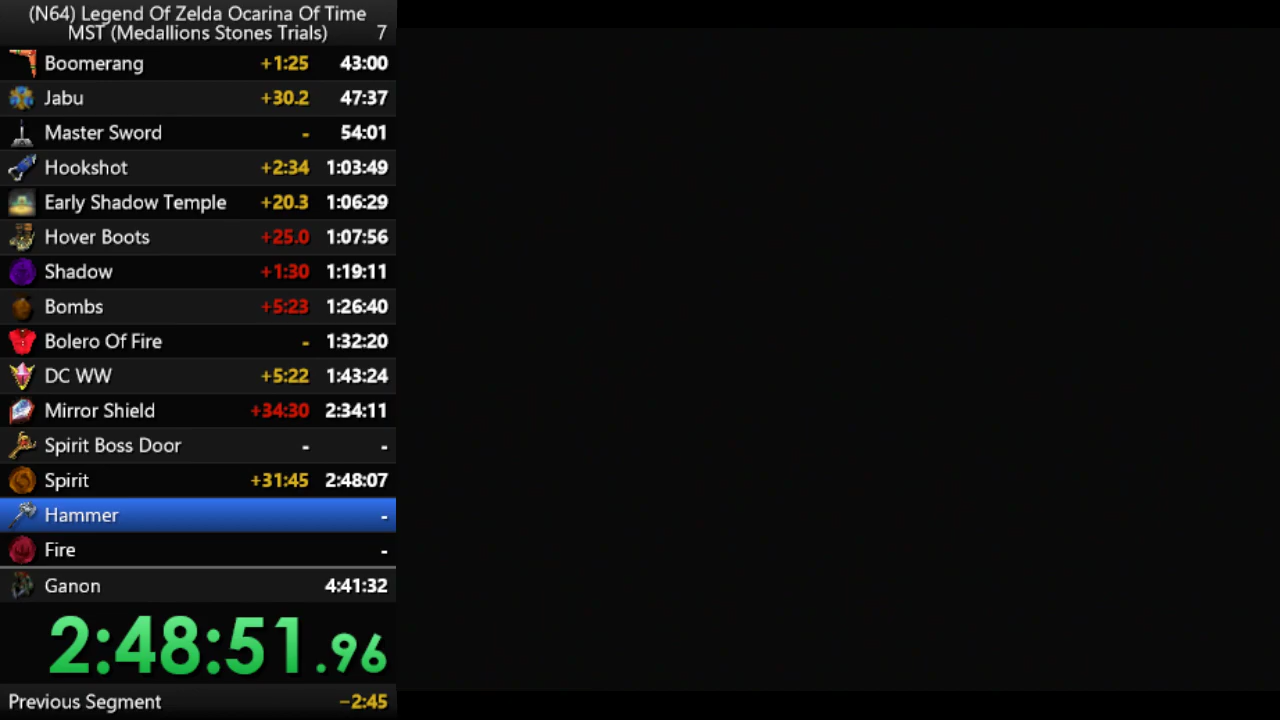 (N64) Legend Of Zelda Ocarina Of Time
MST (Medallions Stones Trials) 7
Boomerang +1:25 43:00
Jabu +30.2 47:37
Master Sword - 54:01
Hookshot +2:34 1:03:49
Early Shadow Temple +20.3 1:06:29
Hover Boots +25.0 1:07:56
Shadow +1:30 1:19:11
Bombs +5:23 1:26:40
Bolero Of Fire - 1:32:20
DC WW +5:22 1:43:24
Mirror Shield +34:30 2:34:11
Spirit Boss Door - -
Spirit +31:45 2:48:07
Hammer -
Fire -
Ganon 4:41:32
2:48:51.96
Previous Segment −2:45